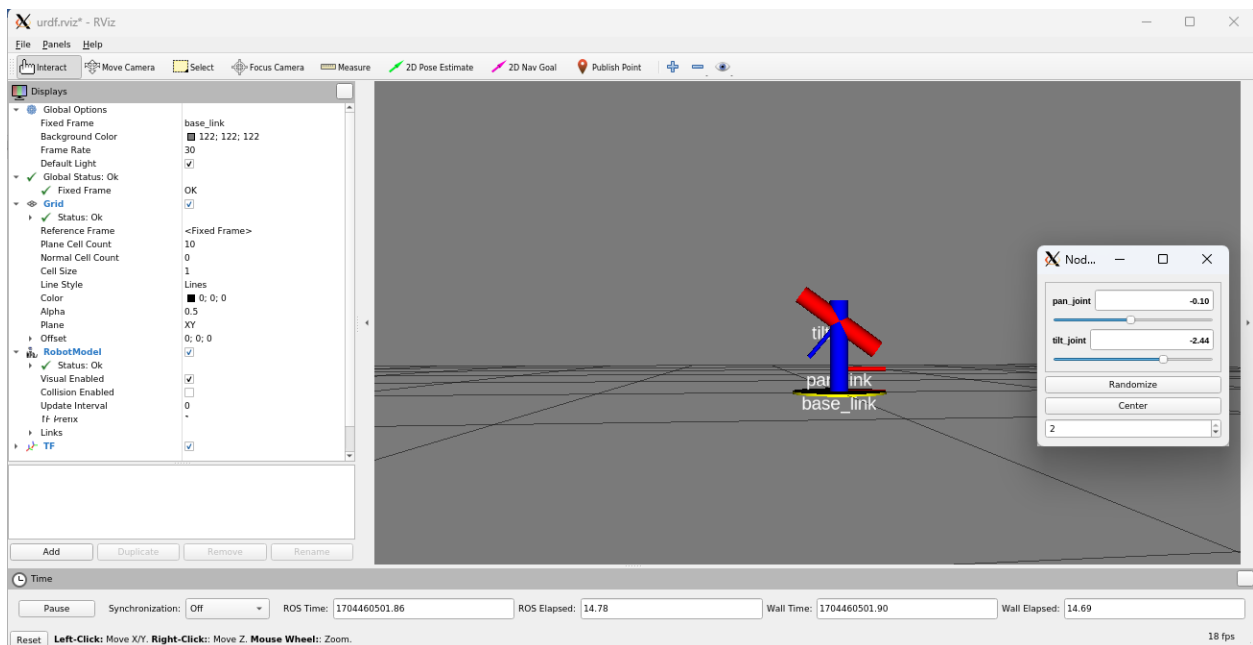 urdf.rviz* - RViz
File Panels Help
Interact Move Camera Select Focus Camera Measure 2D Pose Estimate 2D Nav Goal Publish Point
Displays
Global Options
Fixed Frame base_link
Background Color 122; 122; 122
Frame Rate 30
Default Light
Global Status: Ok
Fixed Frame OK
Grid
Status: Ok
Reference Frame <Fixed Frame>
Plane Cell Count 10
Normal Cell Count 0
Cell Size 1
Line Style Lines
Color 0; 0; 0
Alpha 0.5
Plane XY
Offset 0; 0; 0
RobotModel
Status: Ok
Visual Enabled
Collision Enabled
Update Interval 0
Links
TF
Add Duplicate Remove Rename
base_link
Nod...
pan_joint -0.10
tilt_joint -2.44
Randomize
Center
2
Time
Pause Synchronization: Off ROS Time: 1704460501.86 ROS Elapsed: 14.78 Wall Time: 1704460501.90 Wall Elapsed: 14.69
Reset Left-Click: Move X/Y. Right-Click:: Move Z. Mouse Wheel:: Zoom. 18 fps